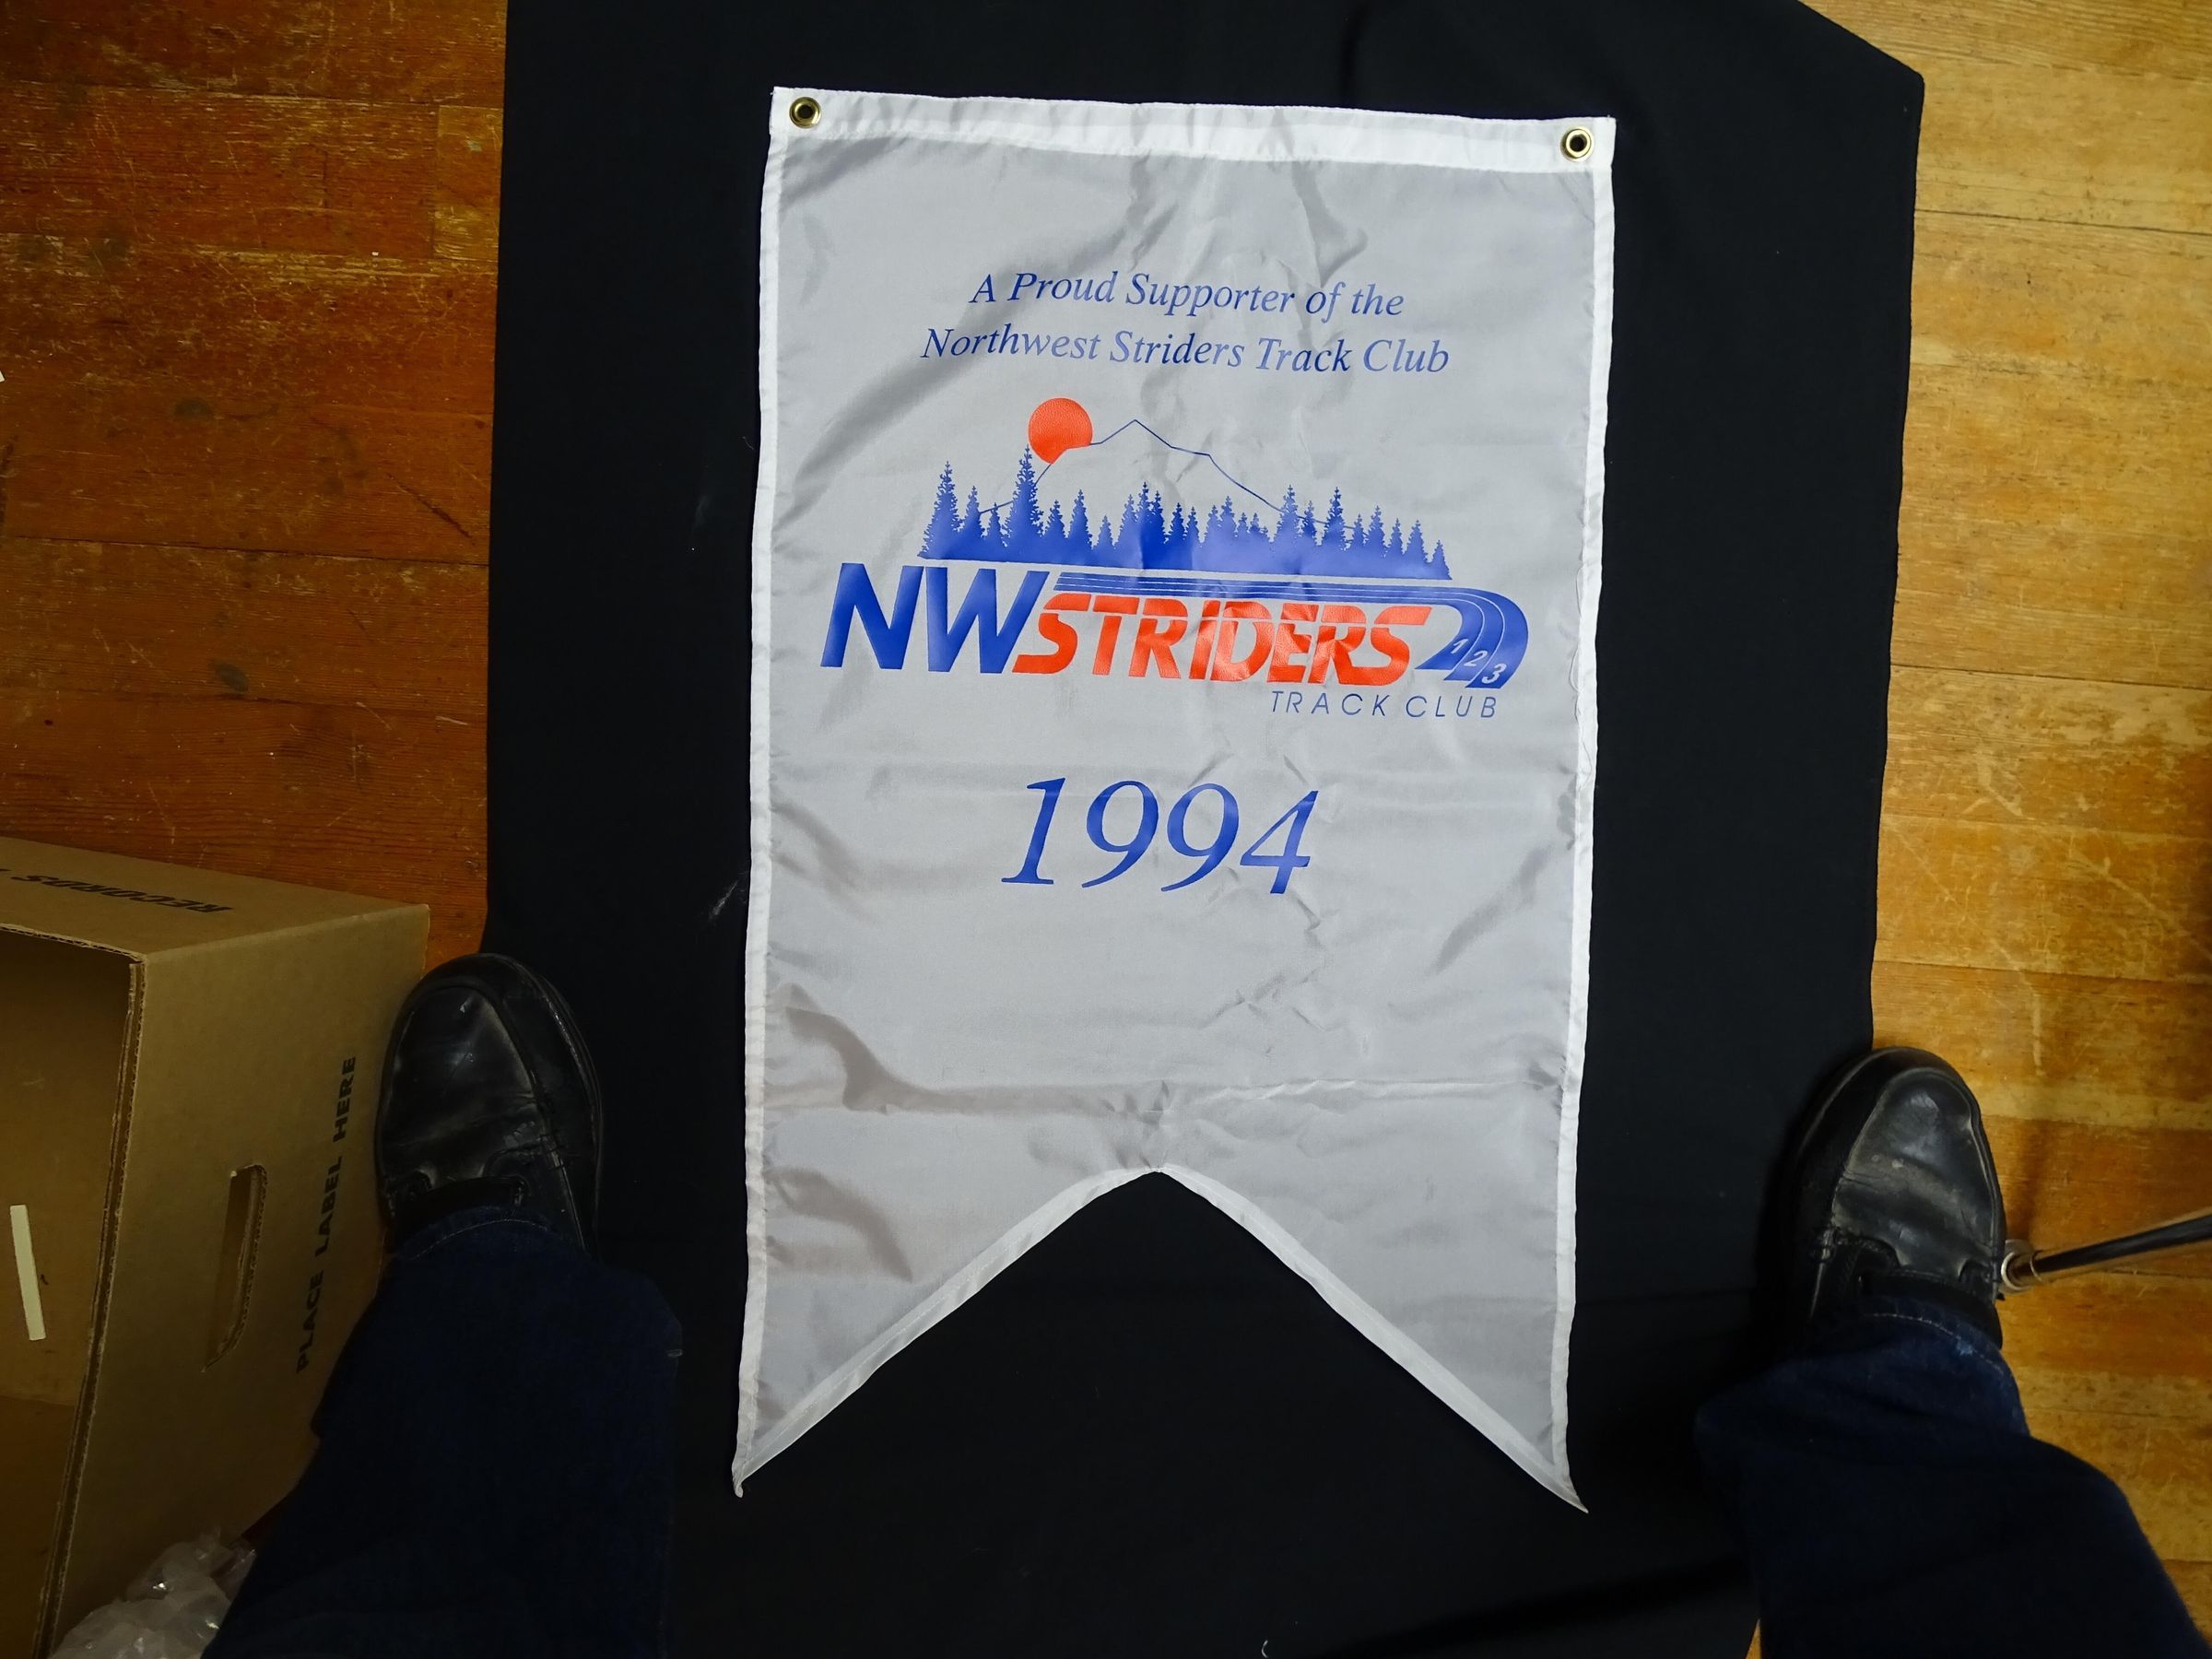 A Proud Supporter of the
Northwest Striders Track Club
NWSTRIDERS
1 2 3
TRACK CLUB
1994
RECORDS
PLACE LABEL HERE